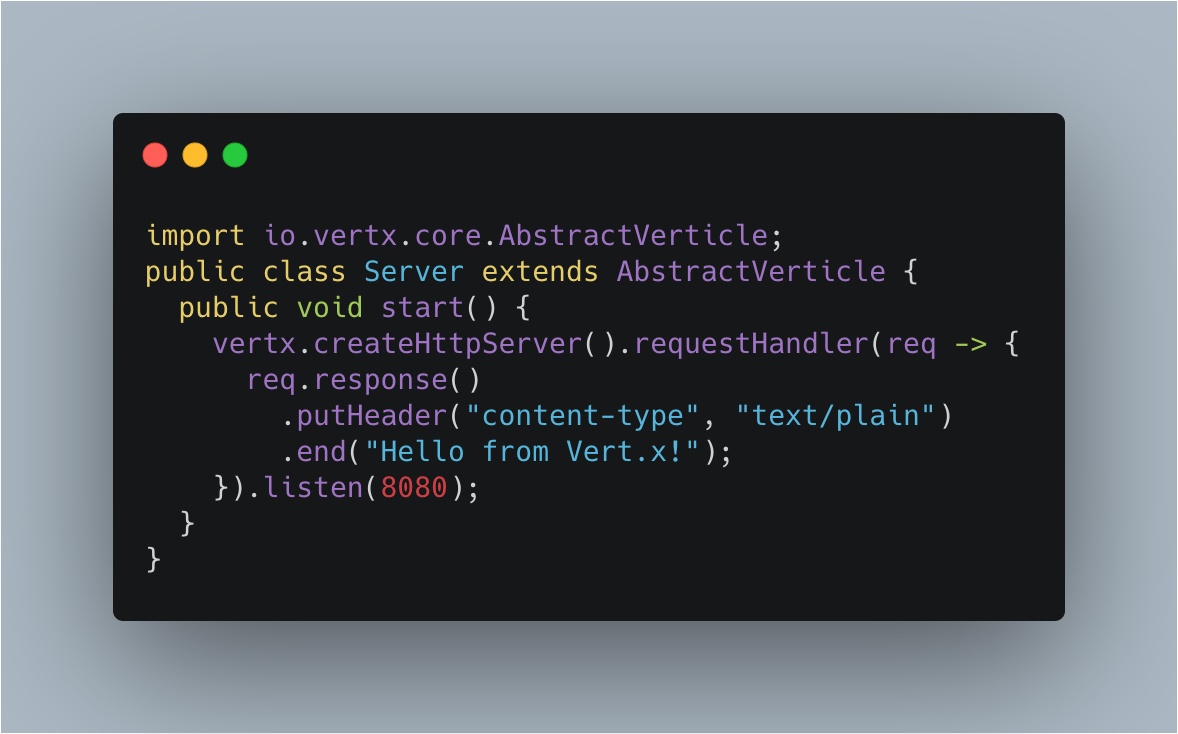 import io.vertx.core.AbstractVerticle;
public class Server extends AbstractVerticle {
  public void start() {
    vertx.createHttpServer().requestHandler(req -> {
      req.response()
        .putHeader("content-type", "text/plain")
        .end("Hello from Vert.x!");
    }).listen(8080);
  }
}